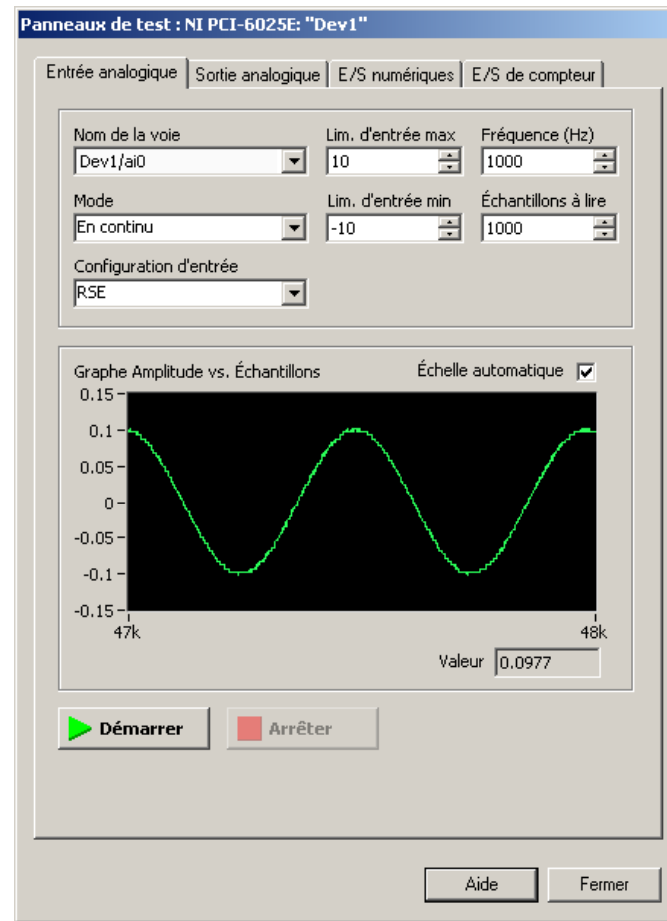 Panneaux de test : NI PCI-6025E: "Dev1"
Entrée analogique
Sortie analogique
E/S numériques
E/S de compteur
Nom de la voie
Lim. d'entrée max
Fréquence (Hz)
Dev1/ai0
10
1000
Mode
Lim. d'entrée min
Échantillons à lire
En continu
-10
1000
Configuration d'entrée
RSE
Graphe Amplitude vs. Échantillons
Échelle automatique
0.15
0.1
0.05
0
-0.05
-0.1
-0.15
47k
48k
Valeur
0.0977
Démarrer
Arrêter
Aide
Fermer